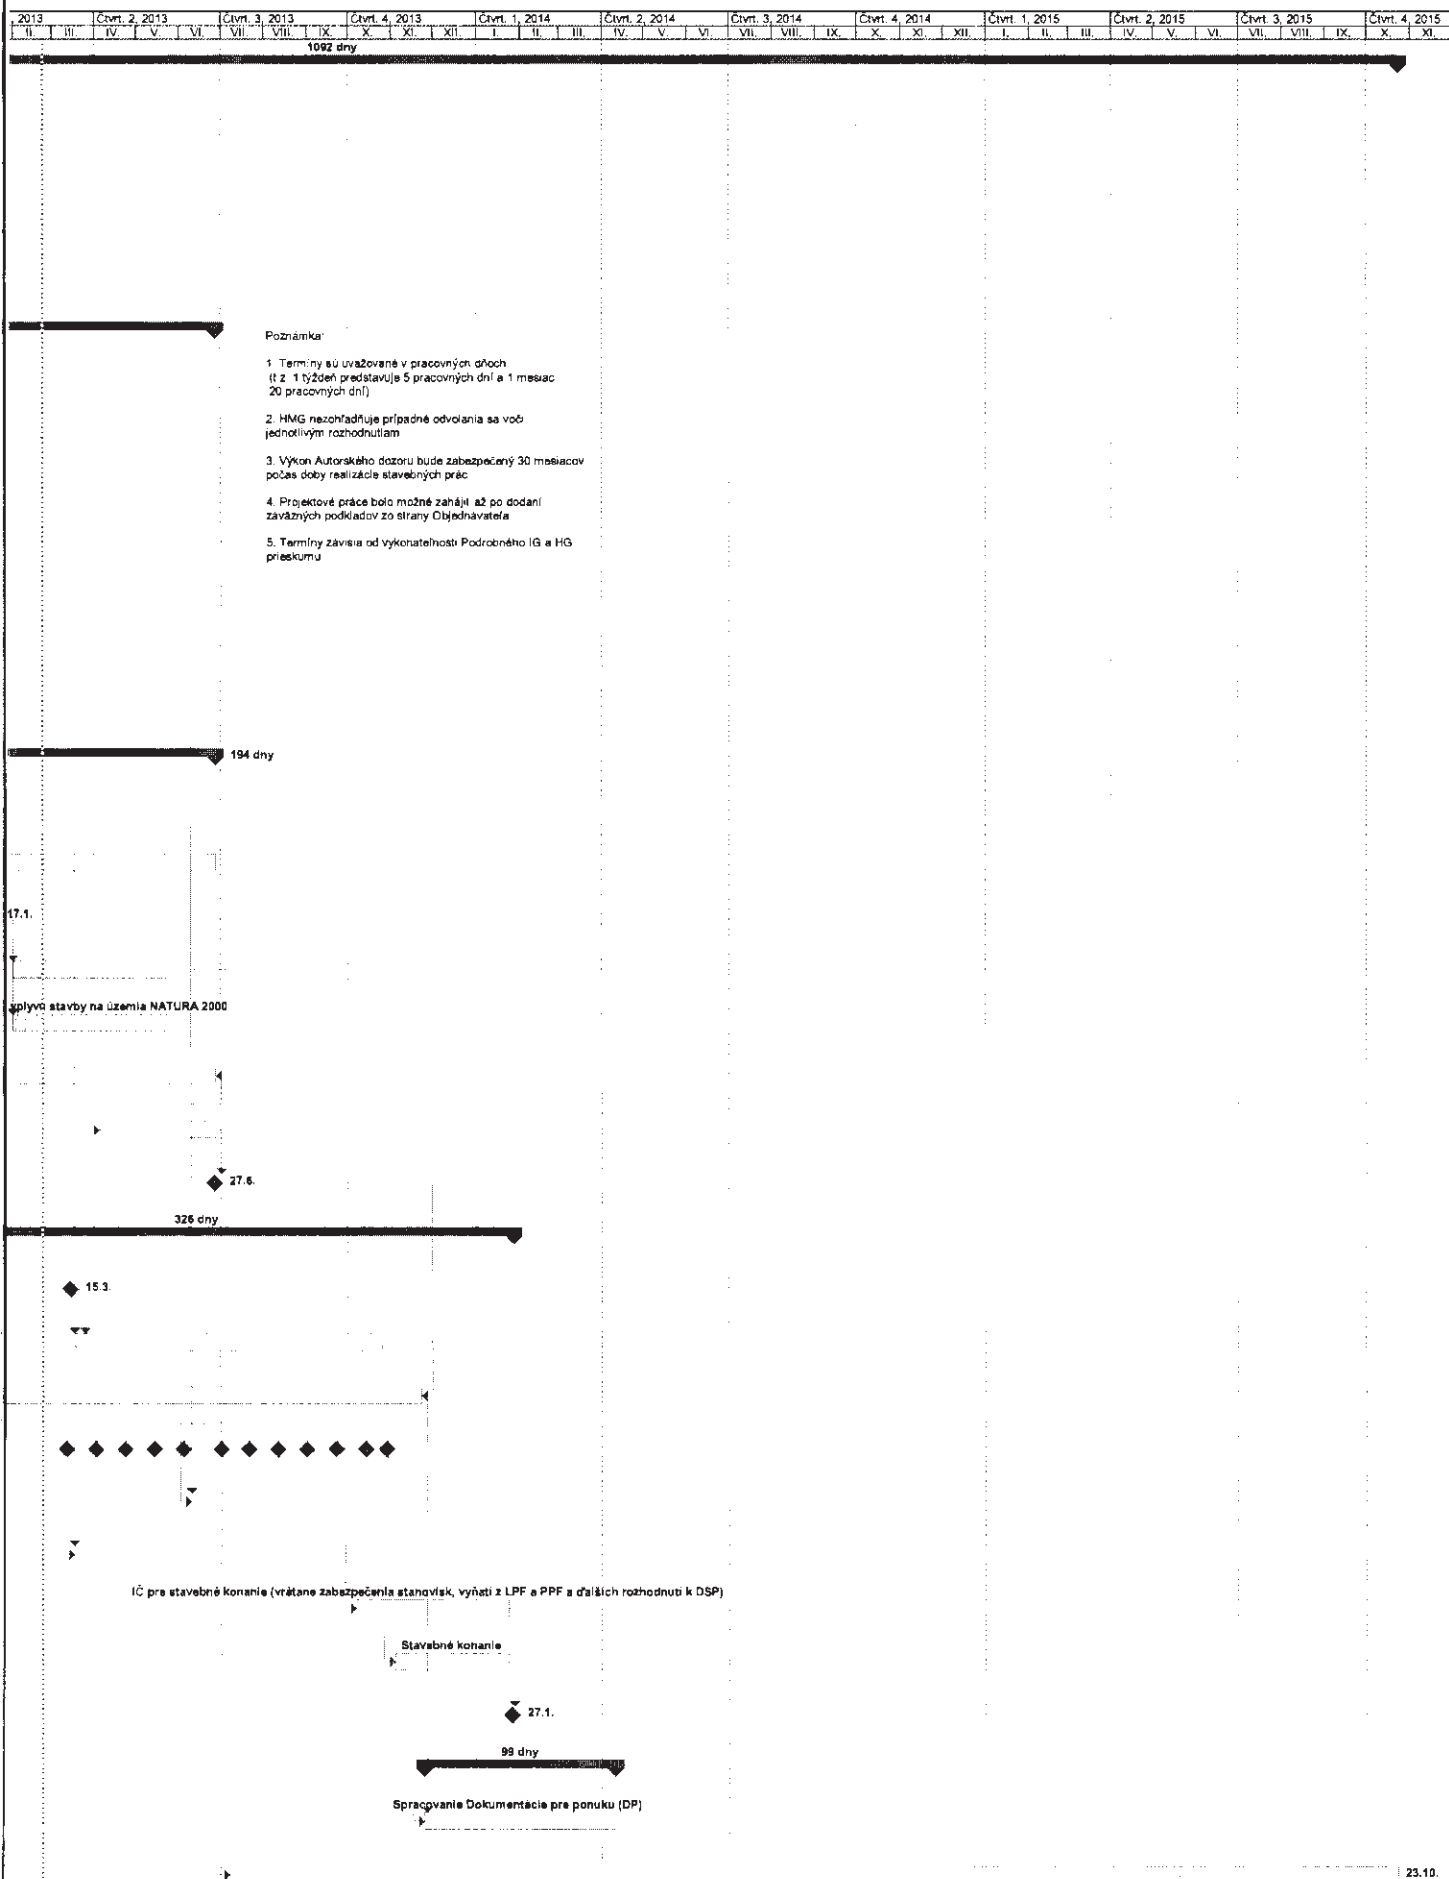 2013 Čtvrt. 2, 2013 Čtvrt. 3, 2013 Čtvrt. 4, 2013 Čtvrt. 1, 2014 Čtvrt. 2, 2014 Čtvrt. 3, 2014 Čtvrt. 4, 2014 Čtvrt. 1, 2015 Čtvrt. 2, 2015 Čtvrt. 3, 2015 Čtvrt. 4, 2015
II. III. IV. V. VI. VII. VIII. IX. X. XI. XII. I. II. III. IV. V. VI. VII. VIII. IX. X. XI. XII. I. II. III. IV. V. VI. VII. VIII. IX. X. XI.
1092 dny
Poznámka:
1. Termíny sú uvažované v pracovných dňoch
(t.z. 1 týždeň predstavuje 5 pracovných dní a 1 mesiac
20 pracovných dní)
2. HMG nezohľadňuje prípadné odvolania sa voči
jednotlivým rozhodnutiam
3. Výkon Autorského dozoru bude zabezpečený 30 mesiacov
počas doby realizácie stavebných prác
4. Projektové práce bolo možné zahájiť až po dodaní
záväzných podkladov zo strany Objednávateľa
5. Termíny závisia od vykonateľnosti Podrobného IG a HG
prieskumu
194 dny
17.1.
vplyvu stavby na územia NATURA 2000
27.6.
326 dny
15.3.
IČ pre stavebné konanie (vrátane zabezpečenia stanovísk, vyňatí z LPF a PPF a ďalších rozhodnutí k DSP)
Stavebné konanie
27.1.
99 dny
Spracovanie Dokumentácie pre ponuku (DP)
23.10.